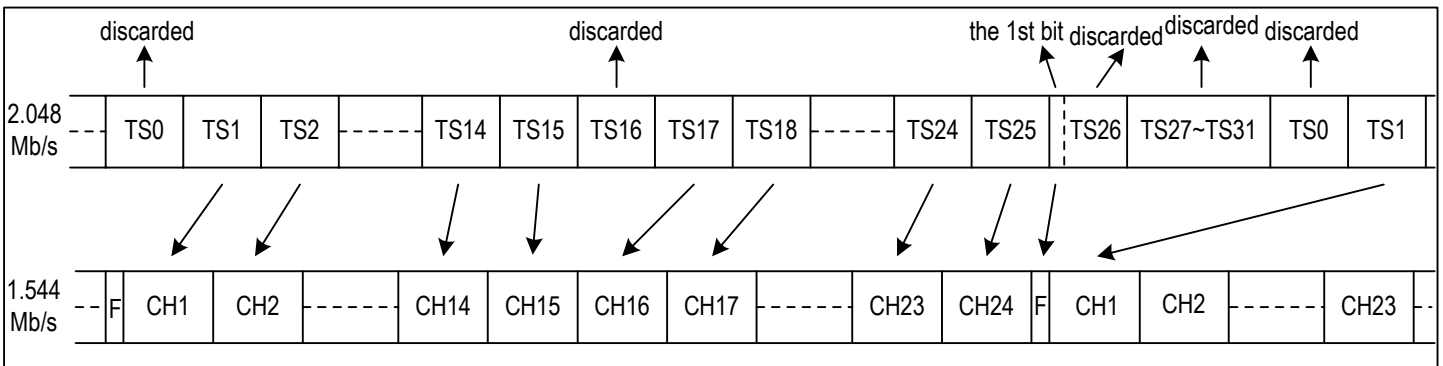 discarded discarded the 1st bit discarded discarded discarded
2.048 Mb/s TS0 TS1 TS2 TS14 TS15 TS16 TS17 TS18 TS24 TS25 TS26 TS27~TS31 TS0 TS1
1.544 Mb/s F CH1 CH2 CH14 CH15 CH16 CH17 CH23 CH24 F CH1 CH2 CH23